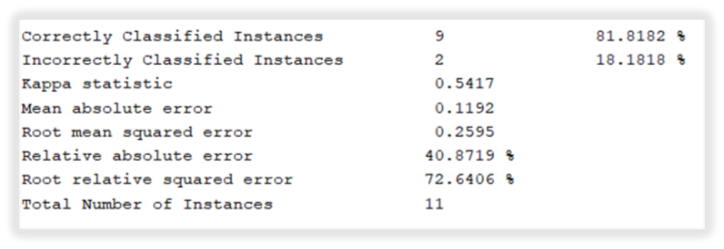 Correctly Classified Instances 9 81.8182 %
Incorrectly Classified Instances 2 18.1818 %
Kappa statistic 0.5417
Mean absolute error 0.1192
Root mean squared error 0.2595
Relative absolute error 40.8719 %
Root relative squared error 72.6406 %
Total Number of Instances 11